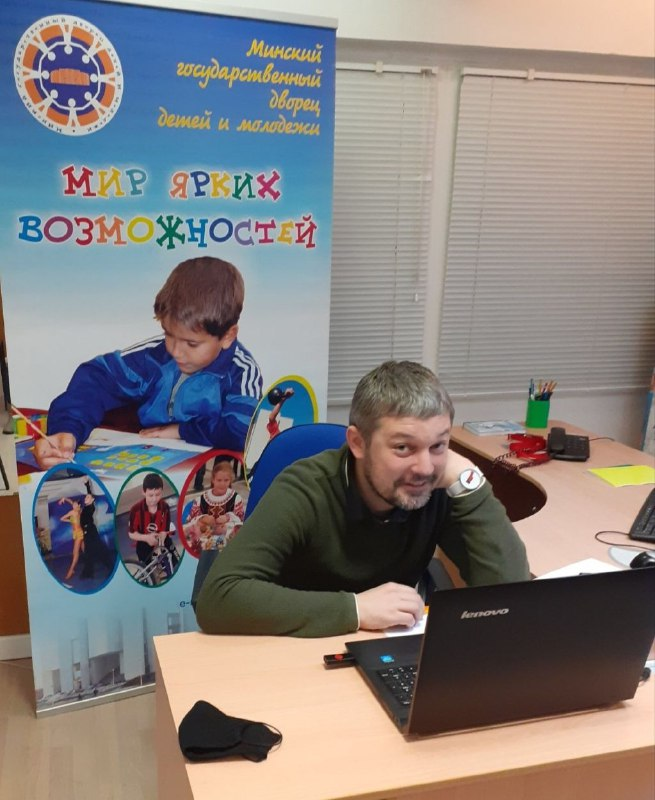 Минский
государственный
дворец
детей и молодежи
МИР ЯРКИХ
ВОЗМОЖНОСТЕЙ
lenovo